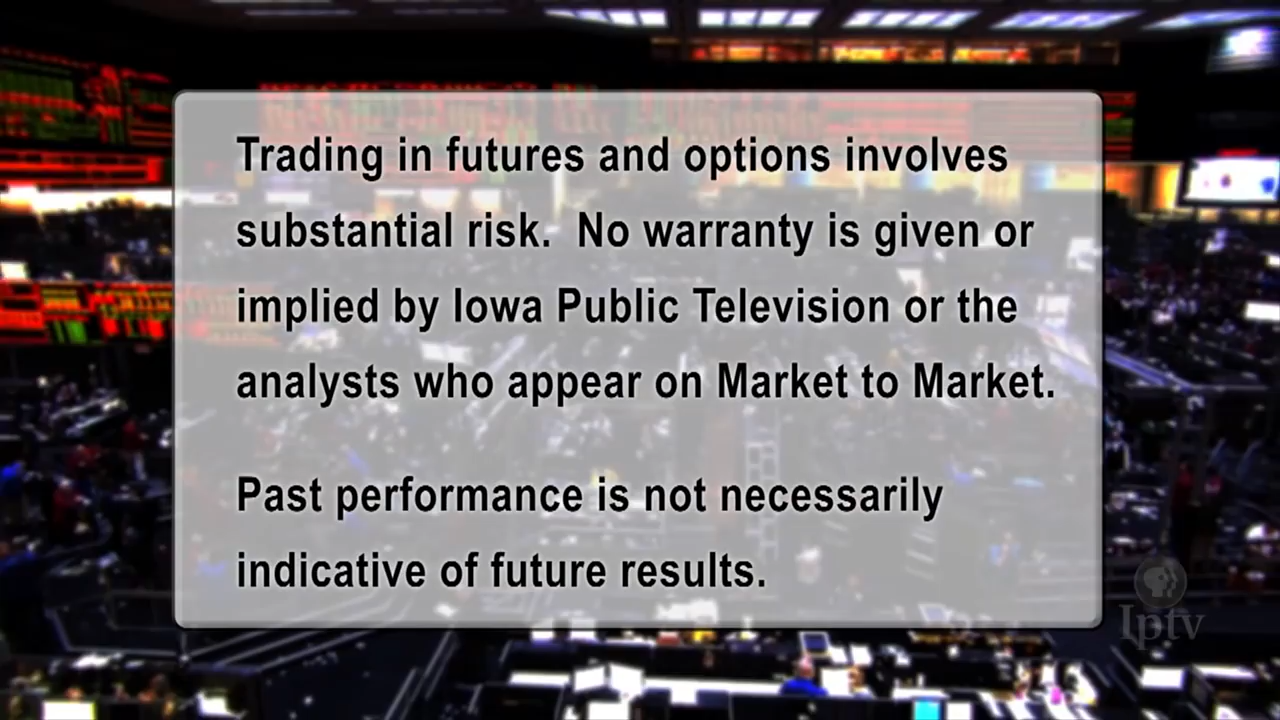 Trading in futures and options involves
substantial risk.  No warranty is given or
implied by Iowa Public Television or the
analysts who appear on Market to Market.
Past performance is not necessarily
indicative of future results.
Iptv